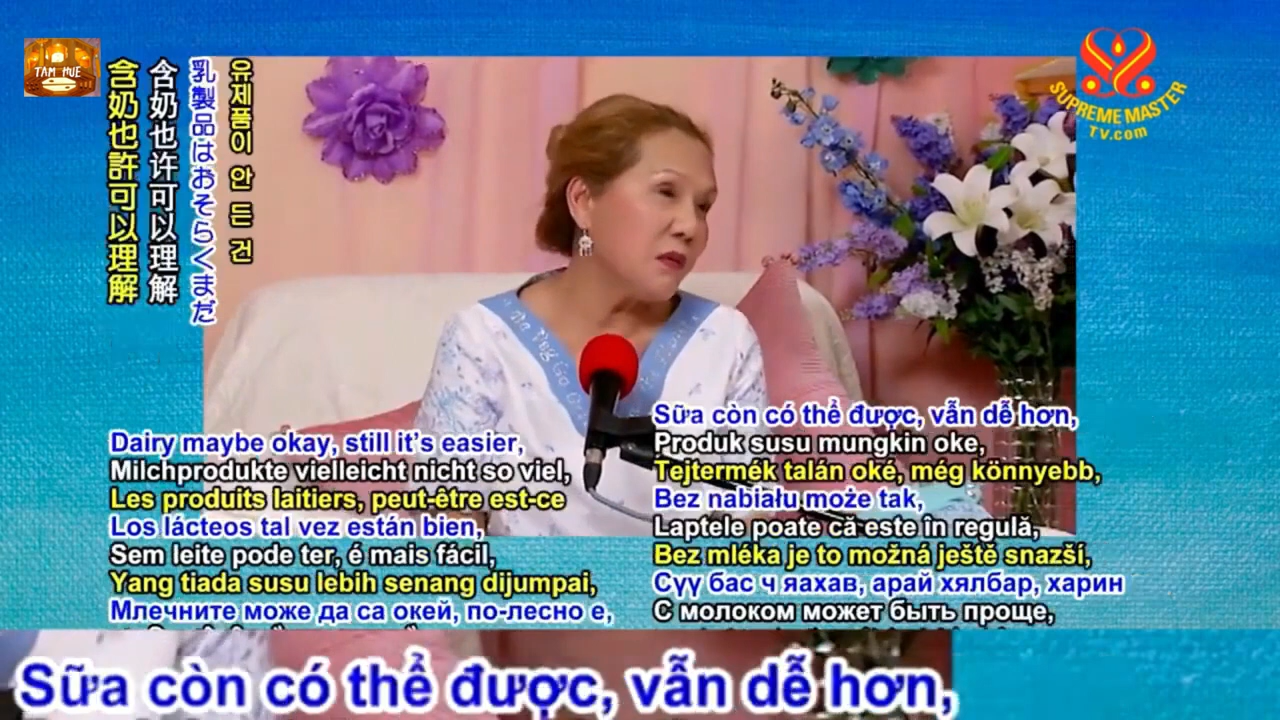 TAM HUE
SUPREME MASTER
TV.com
含奶也許可以理解
含奶也许可以理解
乳製品はおそらくまだ
유제품이 안 든 건
Dairy maybe okay, still it's easier,
Milchprodukte vielleicht nicht so viel,
Les produits laitiers, peut-être est-ce
Los lácteos tal vez están bien,
Sem leite pode ter, é mais fácil,
Yang tiada susu lebih senang dijumpai,
Млечните може да са окей, по-лесно е,
Sữa còn có thể được, vẫn dễ hơn,
Produk susu mungkin oke,
Tejtermék talán oké, még könnyebb,
Bez nabiału może tak,
Laptele poate că este în regulă,
Bez mléka je to možná ještě snazší,
Сүү бас ч яахав, арай хялбар, харин
С молоком может быть проще,
Sữa còn có thể được, vẫn dễ hơn,